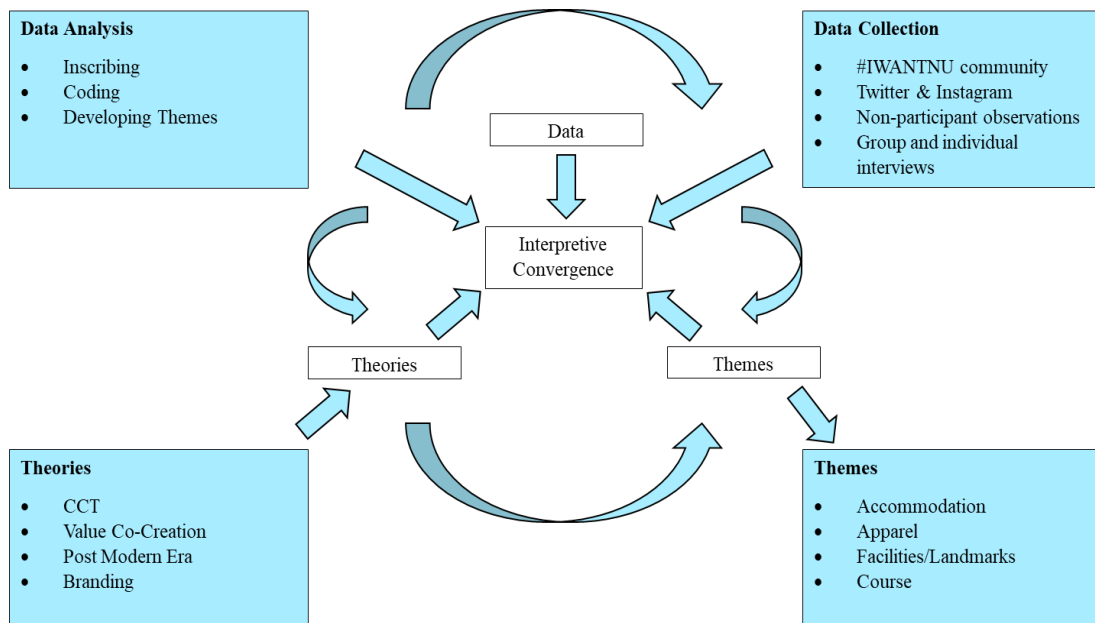 Data Analysis
• Inscribing
• Coding
• Developing Themes
Data Collection
• #IWANTNU community
• Twitter & Instagram
• Non-participant observations
• Group and individual
interviews
Data
Interpretive
Convergence
Theories
Themes
Theories
• CCT
• Value Co-Creation
• Post Modern Era
• Branding
Themes
• Accommodation
• Apparel
• Facilities/Landmarks
• Course